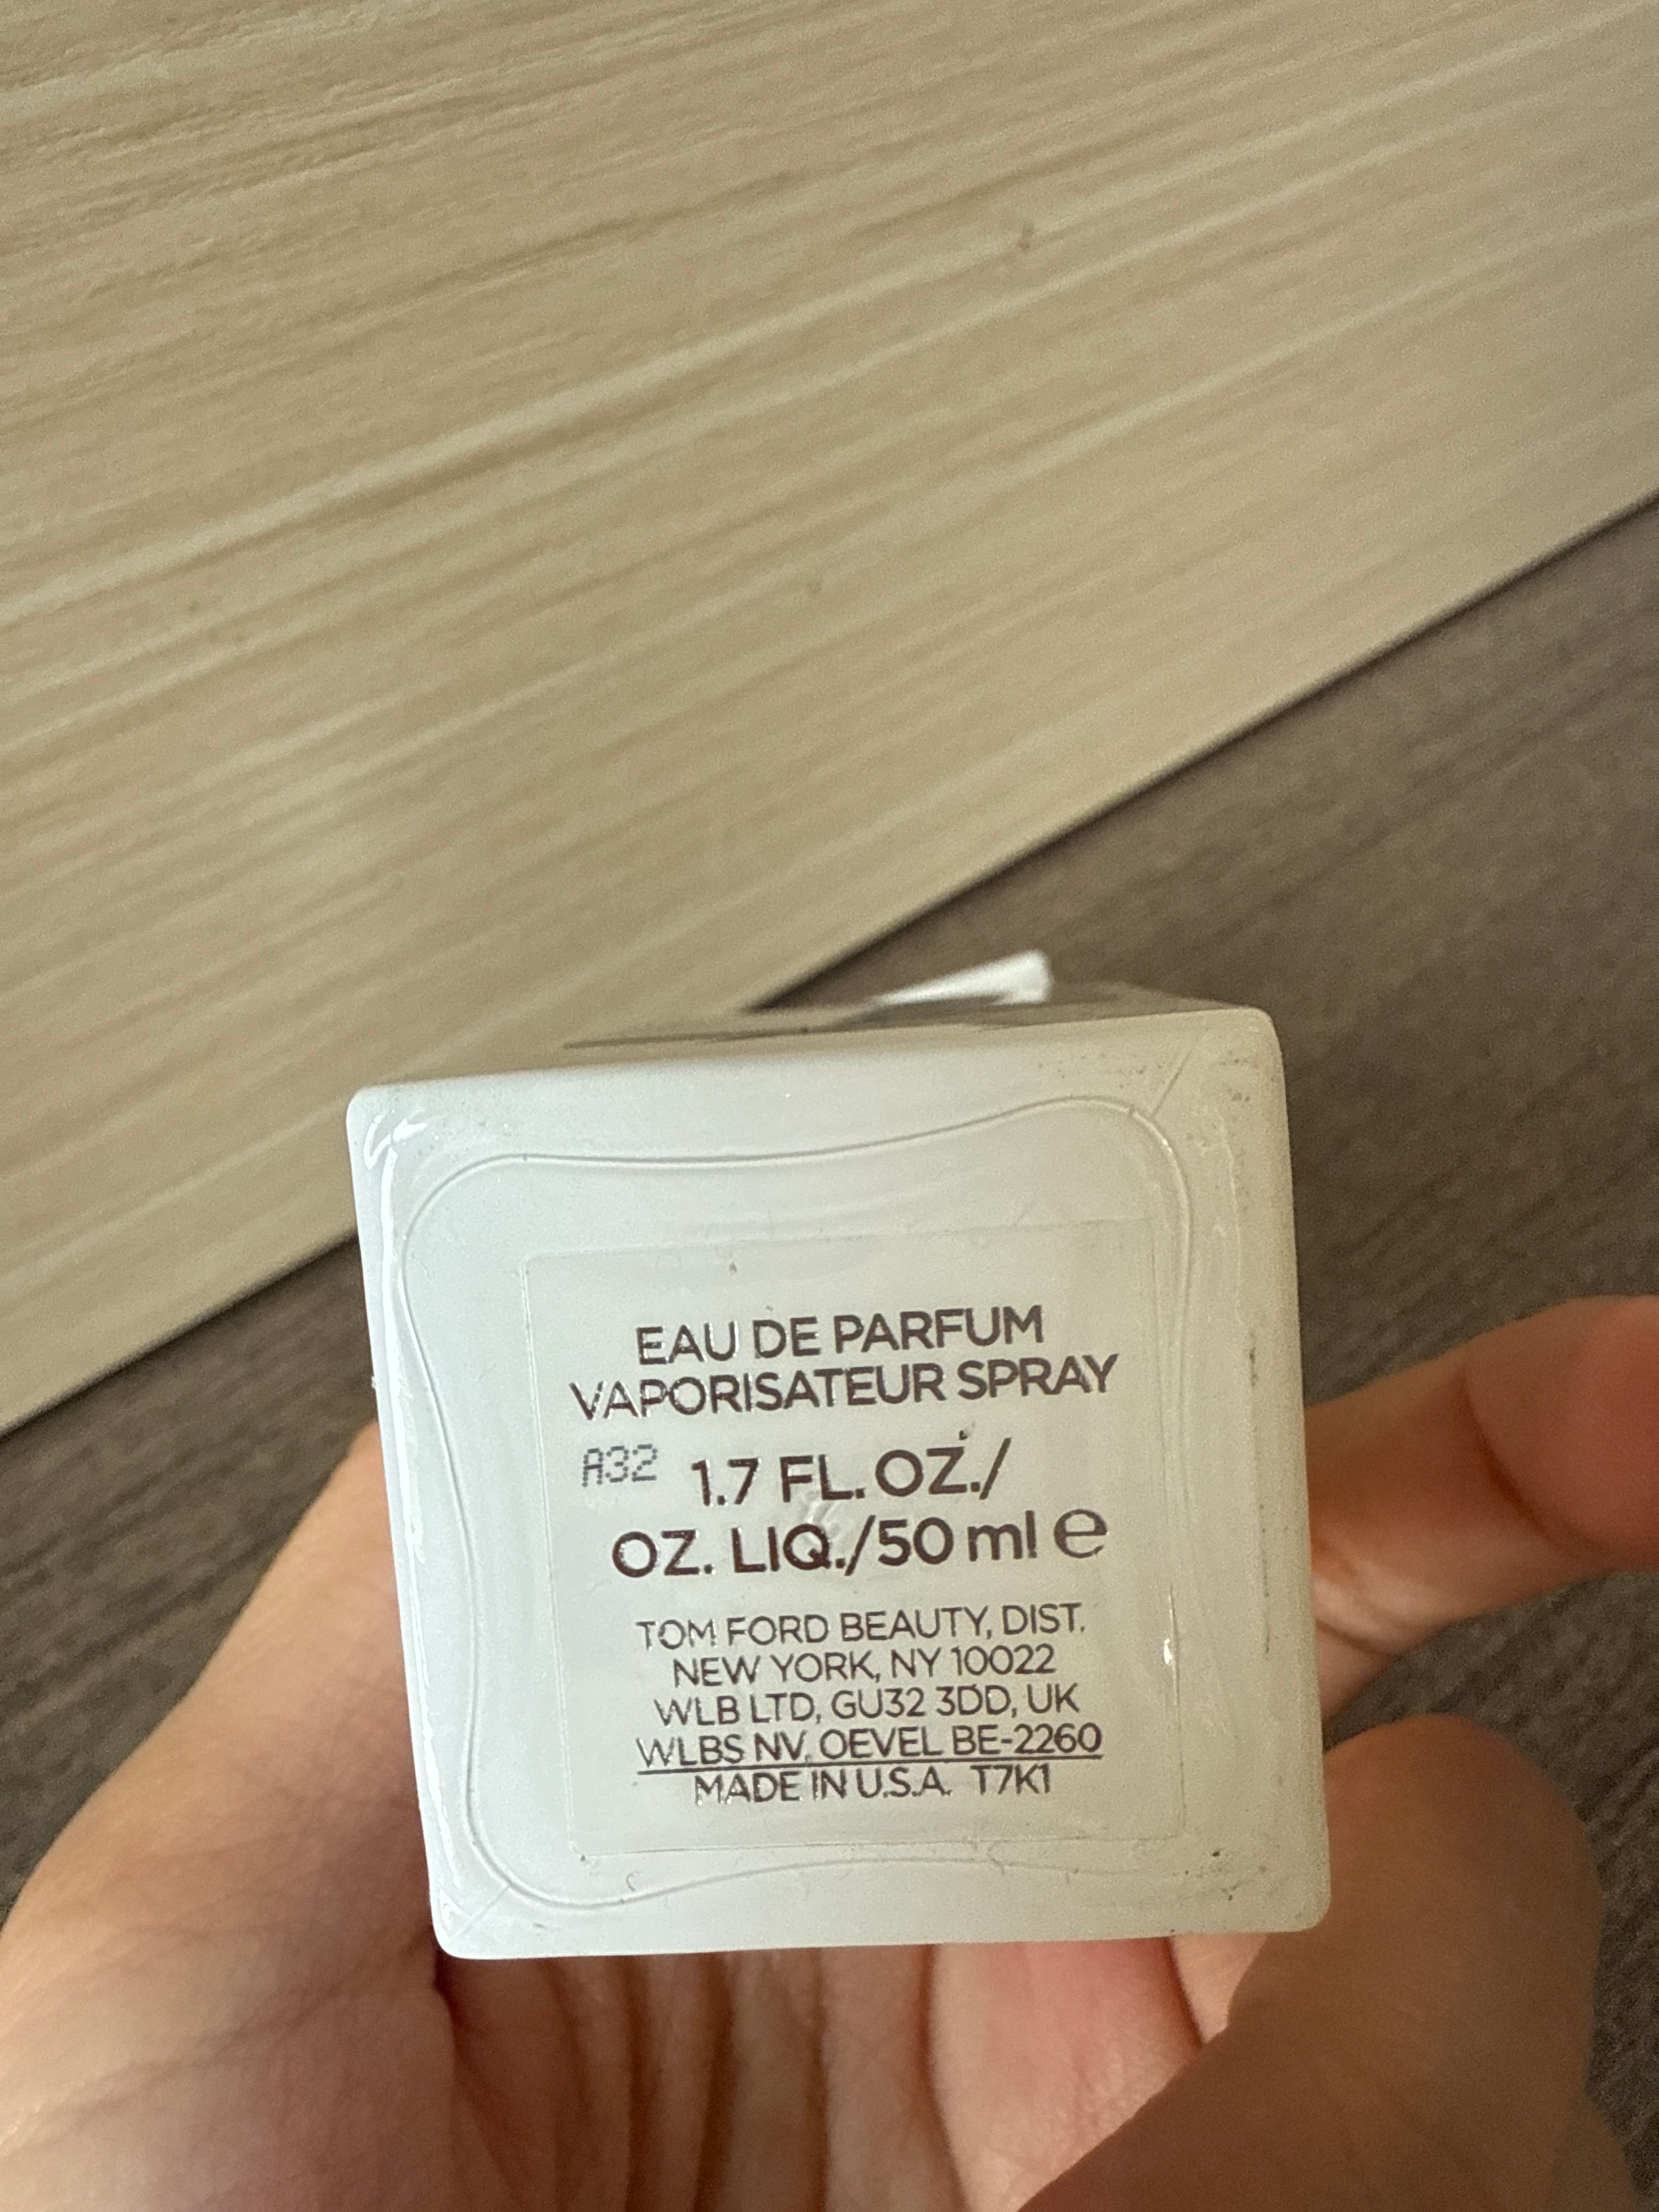 EAU DE PARFUM
VAPORISATEUR SPRAY
A32 1.7 FL. OZ./
OZ. LIQ./50 ml ℮
TOM FORD BEAUTY, DIST.
NEW YORK, NY 10022
WLB LTD, GU32 3DD, UK
WLBS NV, OEVEL BE-2260
MADE IN U.S.A. T7K1